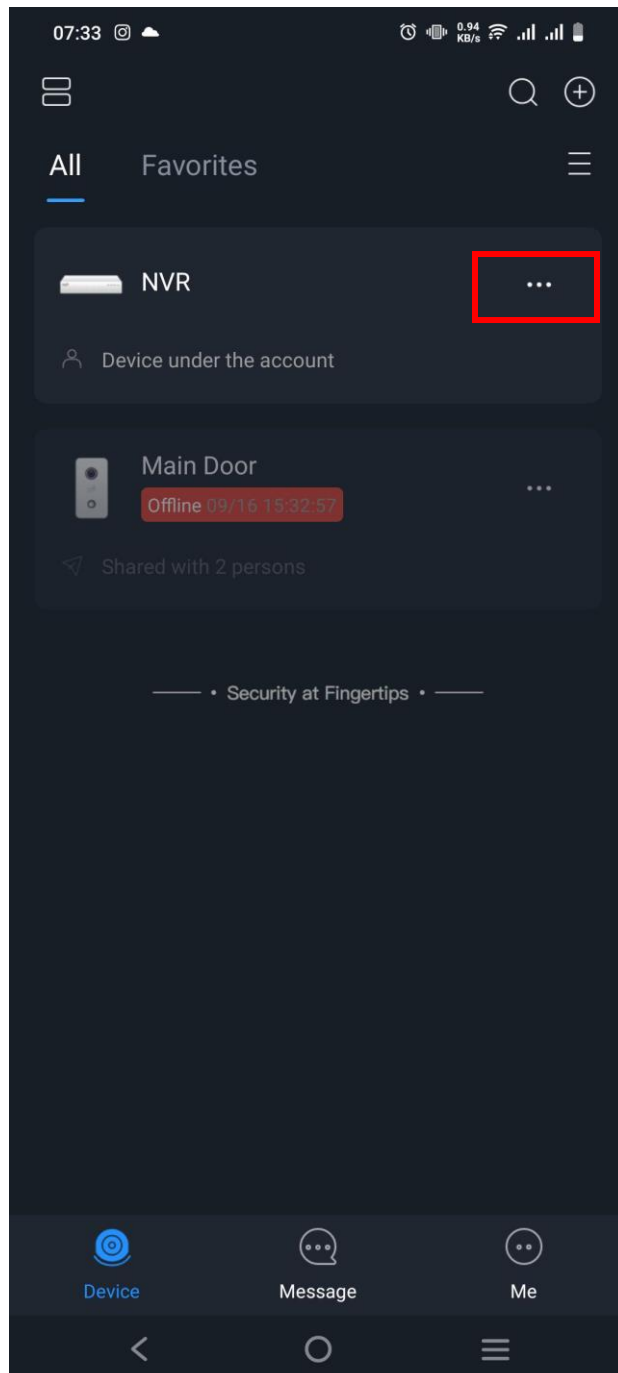 07:33
0.94 KB/s
All Favorites
NVR
Device under the account
Main Door
Offline 09/16 15:32:57
Shared with 2 persons
• Security at Fingertips •
Device Message Me